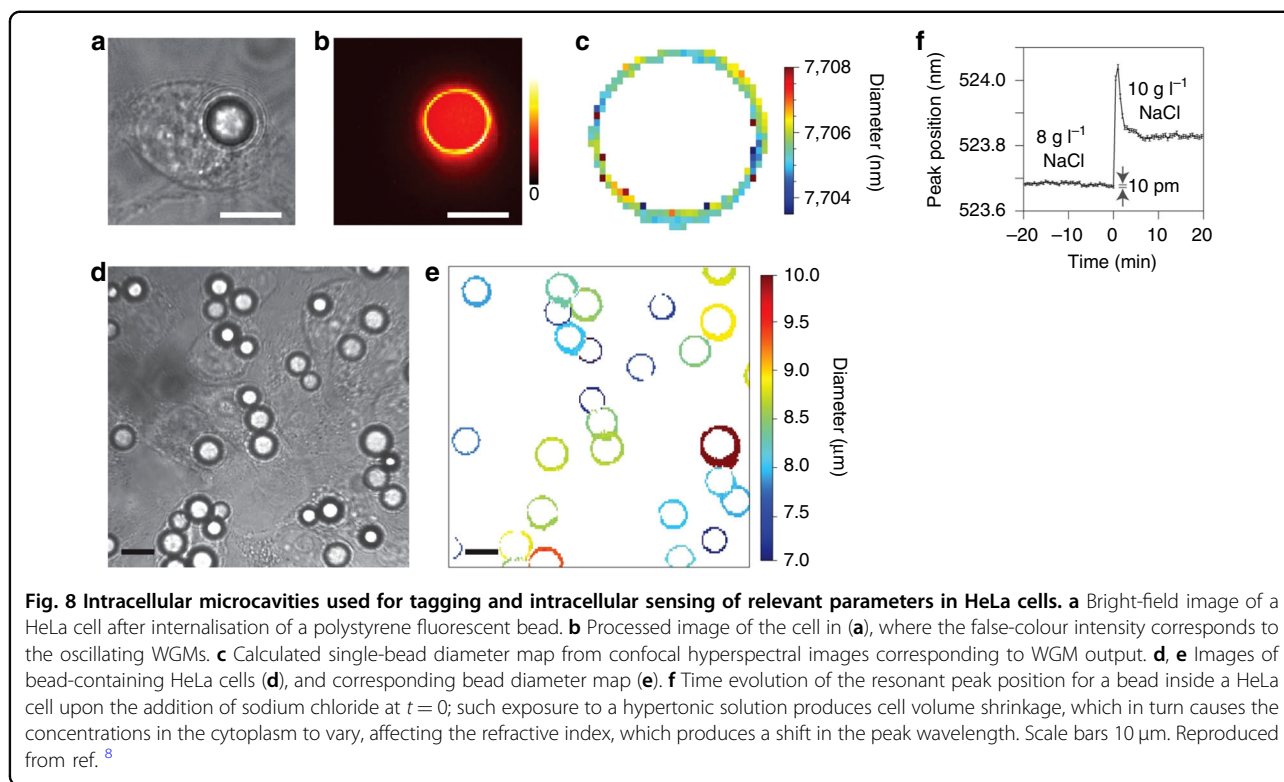 a
b
0
c
7,708
7,706
7,704
Diameter (nm)
f
Peak position (nm)
524.0
523.8
523.6
8 g l⁻¹
NaCl
10 g l⁻¹
NaCl
10 pm
−20
−10
0
10
20
Time (min)
d
e
10.0
9.5
9.0
8.5
8.0
7.5
7.0
Diameter (μm)
Fig. 8 Intracellular microcavities used for tagging and intracellular sensing of relevant parameters in HeLa cells. a Bright-field image of a
HeLa cell after internalisation of a polystyrene fluorescent bead. b Processed image of the cell in (a), where the false-colour intensity corresponds to
the oscillating WGMs. c Calculated single-bead diameter map from confocal hyperspectral images corresponding to WGM output. d, e Images of
bead-containing HeLa cells (d), and corresponding bead diameter map (e). f Time evolution of the resonant peak position for a bead inside a HeLa
cell upon the addition of sodium chloride at t = 0; such exposure to a hypertonic solution produces cell volume shrinkage, which in turn causes the
concentrations in the cytoplasm to vary, affecting the refractive index, which produces a shift in the peak wavelength. Scale bars 10 μm. Reproduced
from ref. 8